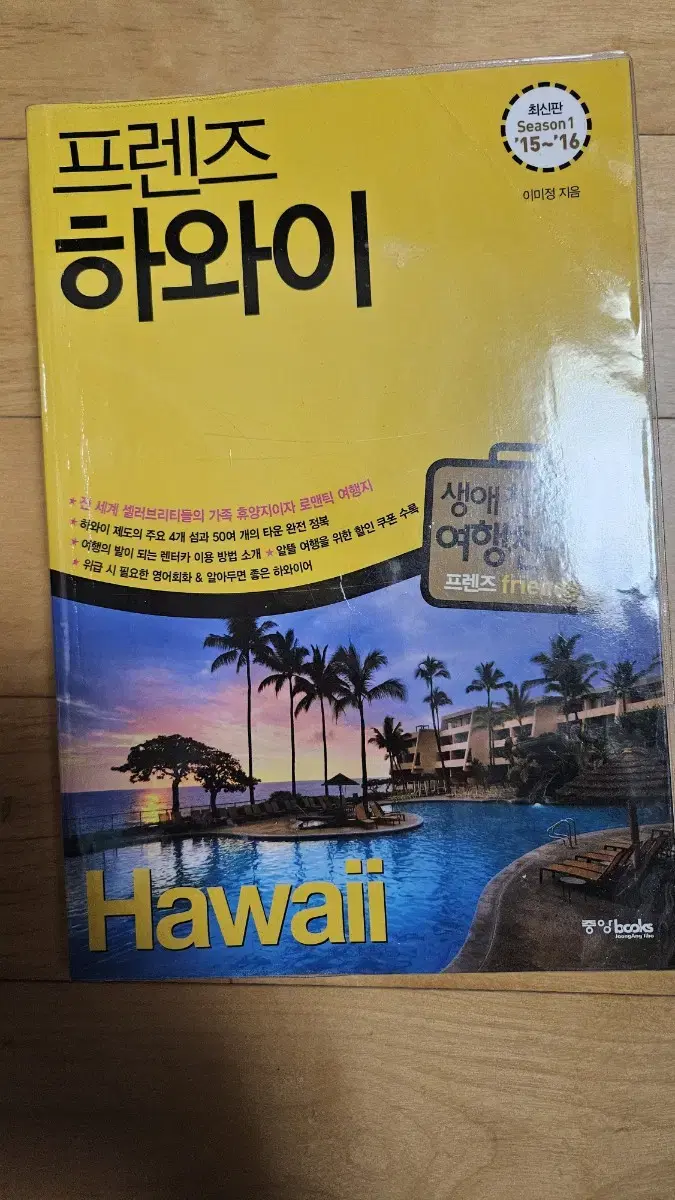 최신판
Season 1
'15~'16
이미정 지음
프렌즈
하와이
★ 전 세계 셀러브리티들의 가족 휴양지이자 로맨틱 여행지
★ 하와이 제도의 주요 4개 섬과 50여 개의 타운 완전 정복
★ 여행의 발이 되는 렌터카 이용 방법 소개 ★ 알뜰 여행을 위한 할인 쿠폰 수록
★ 위급 시 필요한 영어회화 & 알아두면 좋은 하와이어
생애
여행
프렌즈 friends
Hawaii
중앙books
JoongAng Ilbo